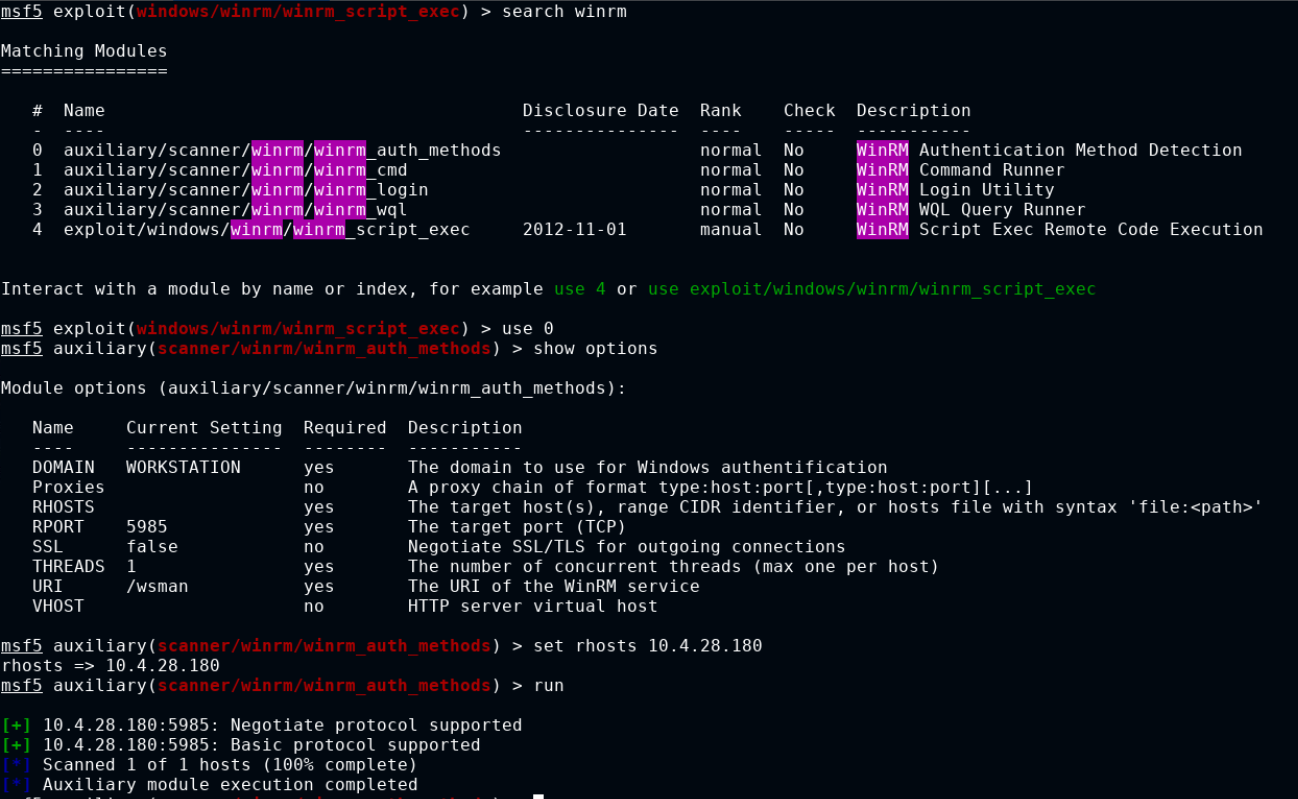 msf5 exploit(windows/winrm/winrm_script_exec) > search winrm
Matching Modules
================
#  Name                                     Disclosure Date  Rank    Check  Description
-  ----                                     ---------------  ----    -----  -----------
0  auxiliary/scanner/winrm/winrm_auth_methods                   normal  No     WinRM Authentication Method Detection
1  auxiliary/scanner/winrm/winrm_cmd                            normal  No     WinRM Command Runner
2  auxiliary/scanner/winrm/winrm_login                          normal  No     WinRM Login Utility
3  auxiliary/scanner/winrm/winrm_wql                            normal  No     WinRM WQL Query Runner
4  exploit/windows/winrm/winrm_script_exec     2012-11-01       manual  No     WinRM Script Exec Remote Code Execution
Interact with a module by name or index, for example use 4 or use exploit/windows/winrm/winrm_script_exec
msf5 exploit(windows/winrm/winrm_script_exec) > use 0
msf5 auxiliary(scanner/winrm/winrm_auth_methods) > show options
Module options (auxiliary/scanner/winrm/winrm_auth_methods):
Name     Current Setting  Required  Description
----     ---------------  --------  -----------
DOMAIN   WORKSTATION      yes       The domain to use for Windows authentification
Proxies                   no        A proxy chain of format type:host:port[,type:host:port][...]
RHOSTS                    yes       The target host(s), range CIDR identifier, or hosts file with syntax 'file:<path>'
RPORT    5985             yes       The target port (TCP)
SSL      false            no        Negotiate SSL/TLS for outgoing connections
THREADS  1                yes       The number of concurrent threads (max one per host)
URI      /wsman           yes       The URI of the WinRM service
VHOST                     no        HTTP server virtual host
msf5 auxiliary(scanner/winrm/winrm_auth_methods) > set rhosts 10.4.28.180
rhosts => 10.4.28.180
msf5 auxiliary(scanner/winrm/winrm_auth_methods) > run
[+] 10.4.28.180:5985: Negotiate protocol supported
[+] 10.4.28.180:5985: Basic protocol supported
[*] Scanned 1 of 1 hosts (100% complete)
[*] Auxiliary module execution completed